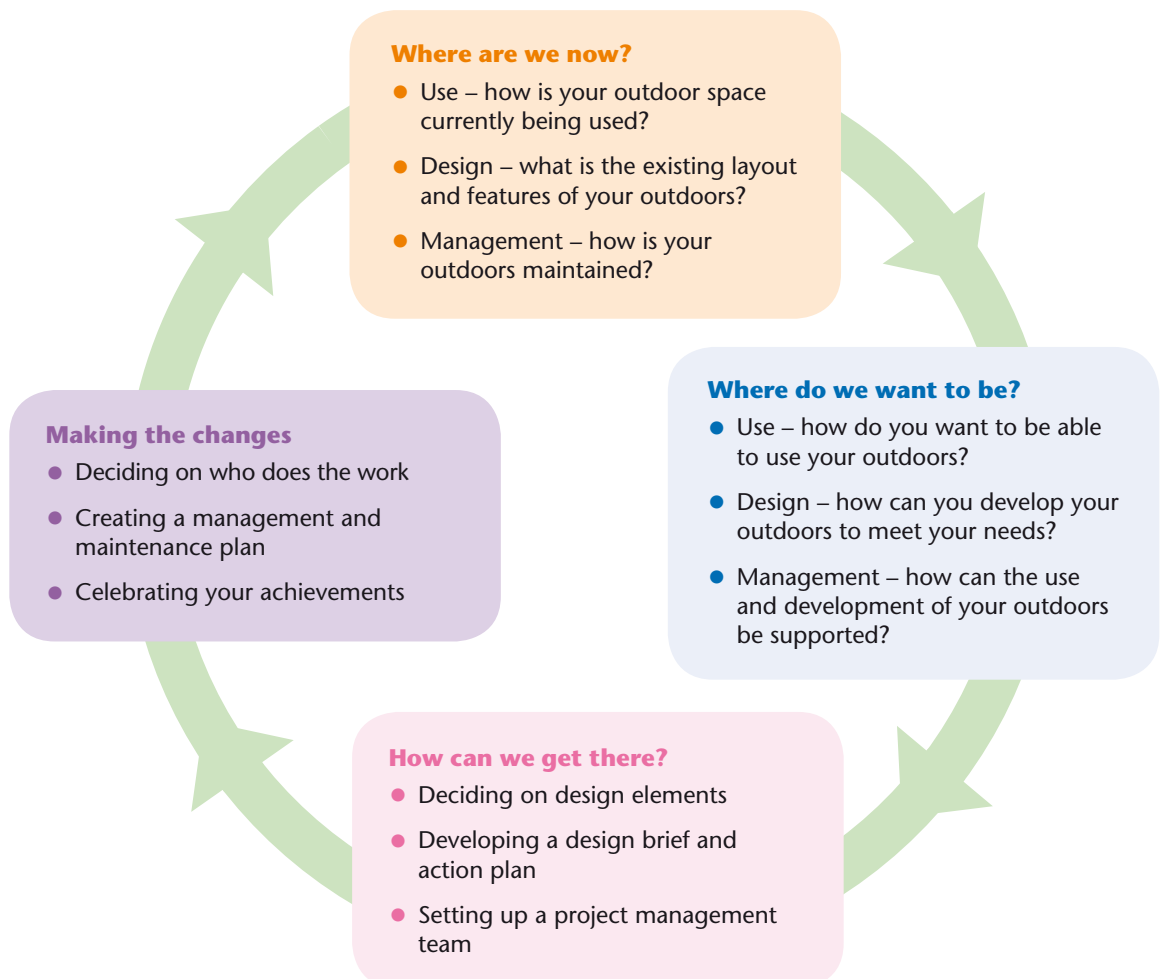 Where are we now?
● Use – how is your outdoor space
currently being used?
● Design – what is the existing layout
and features of your outdoors?
● Management – how is your
outdoors maintained?
Where do we want to be?
● Use – how do you want to be able
to use your outdoors?
● Design – how can you develop your
outdoors to meet your needs?
● Management – how can the use
and development of your outdoors
be supported?
How can we get there?
● Deciding on design elements
● Developing a design brief and
action plan
● Setting up a project management
team
Making the changes
● Deciding on who does the work
● Creating a management and
maintenance plan
● Celebrating your achievements